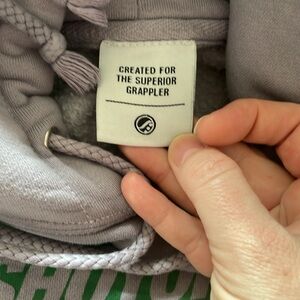 CREATED FOR
THE SUPERIOR
GRAPPLER